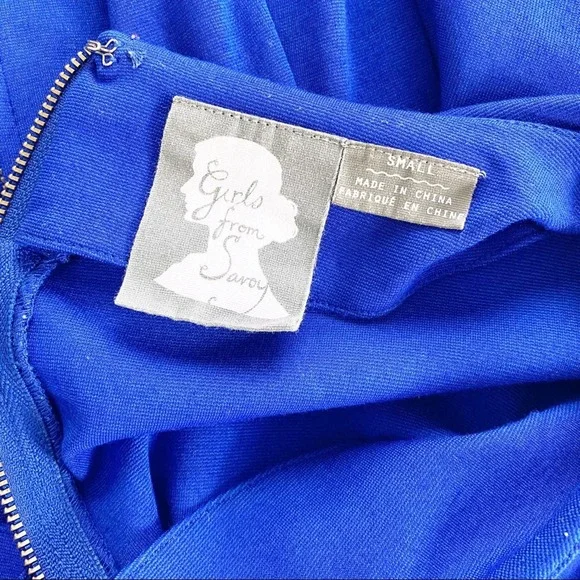 Girls
from
Savoy
SMALL
MADE IN CHINA
FABRIQUÉ EN CHINE